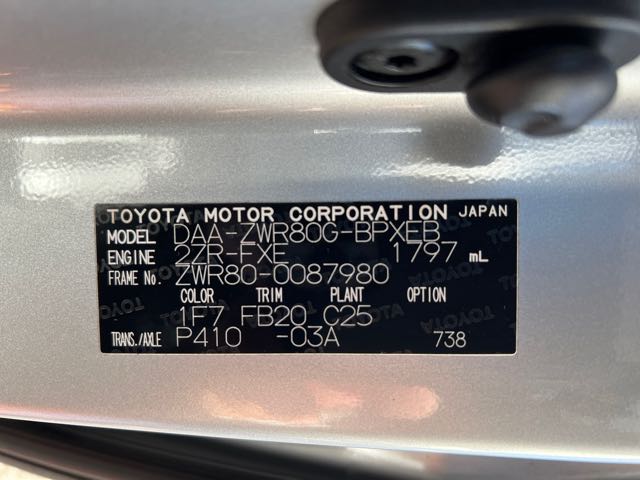 TOYOTA MOTOR CORPORATION JAPAN
MODEL DAA-ZWR80G-BPXEB
ENGINE 2ZR-FXE 1797 mL
FRAME No. ZWR80-0087980
COLOR TRIM PLANT OPTION
1F7 FB20 C25
TRANS./AXLE P410 -03A 738